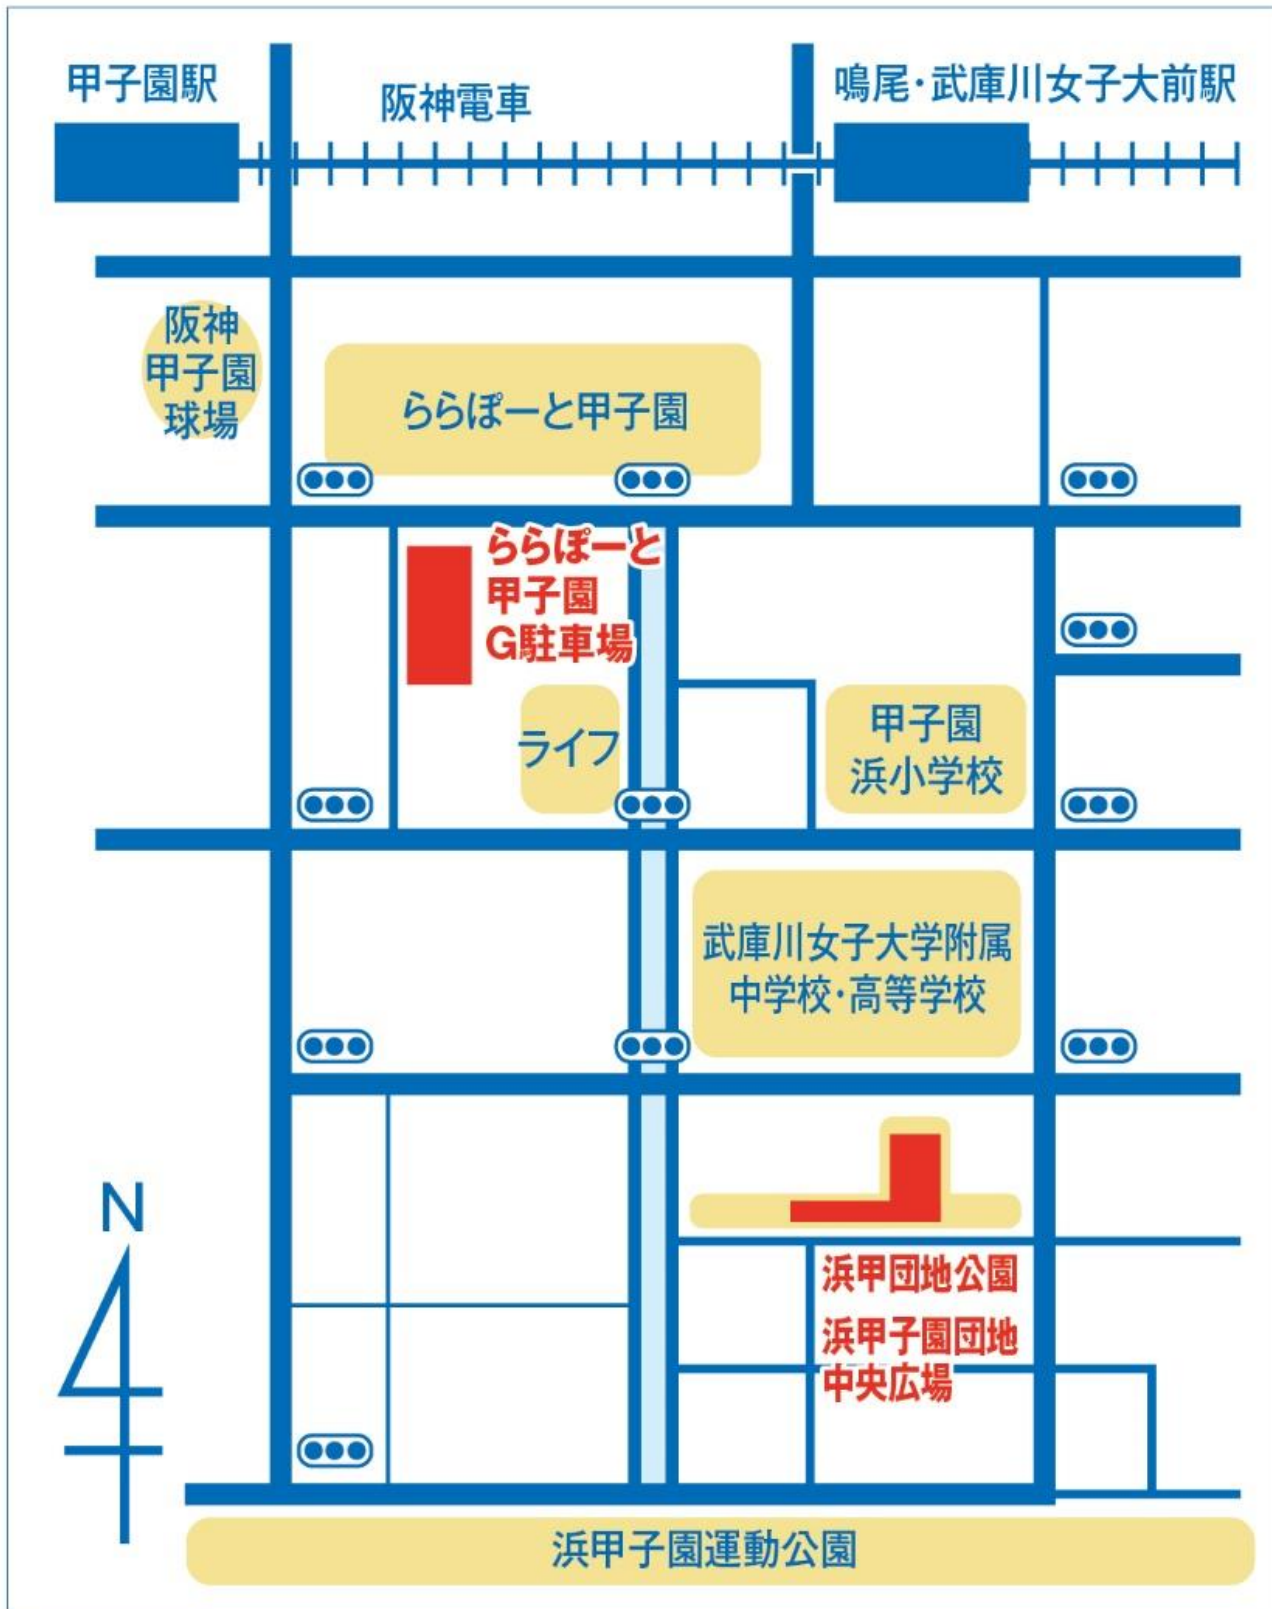 甲子園駅
阪神電車
鳴尾・武庫川女子大前駅
阪神
甲子園
球場
ららぽーと甲子園
ららぽーと
甲子園
G駐車場
ライフ
甲子園
浜小学校
武庫川女子大学附属
中学校・高等学校
浜甲団地公園
浜甲子園団地
中央広場
N
浜甲子園運動公園